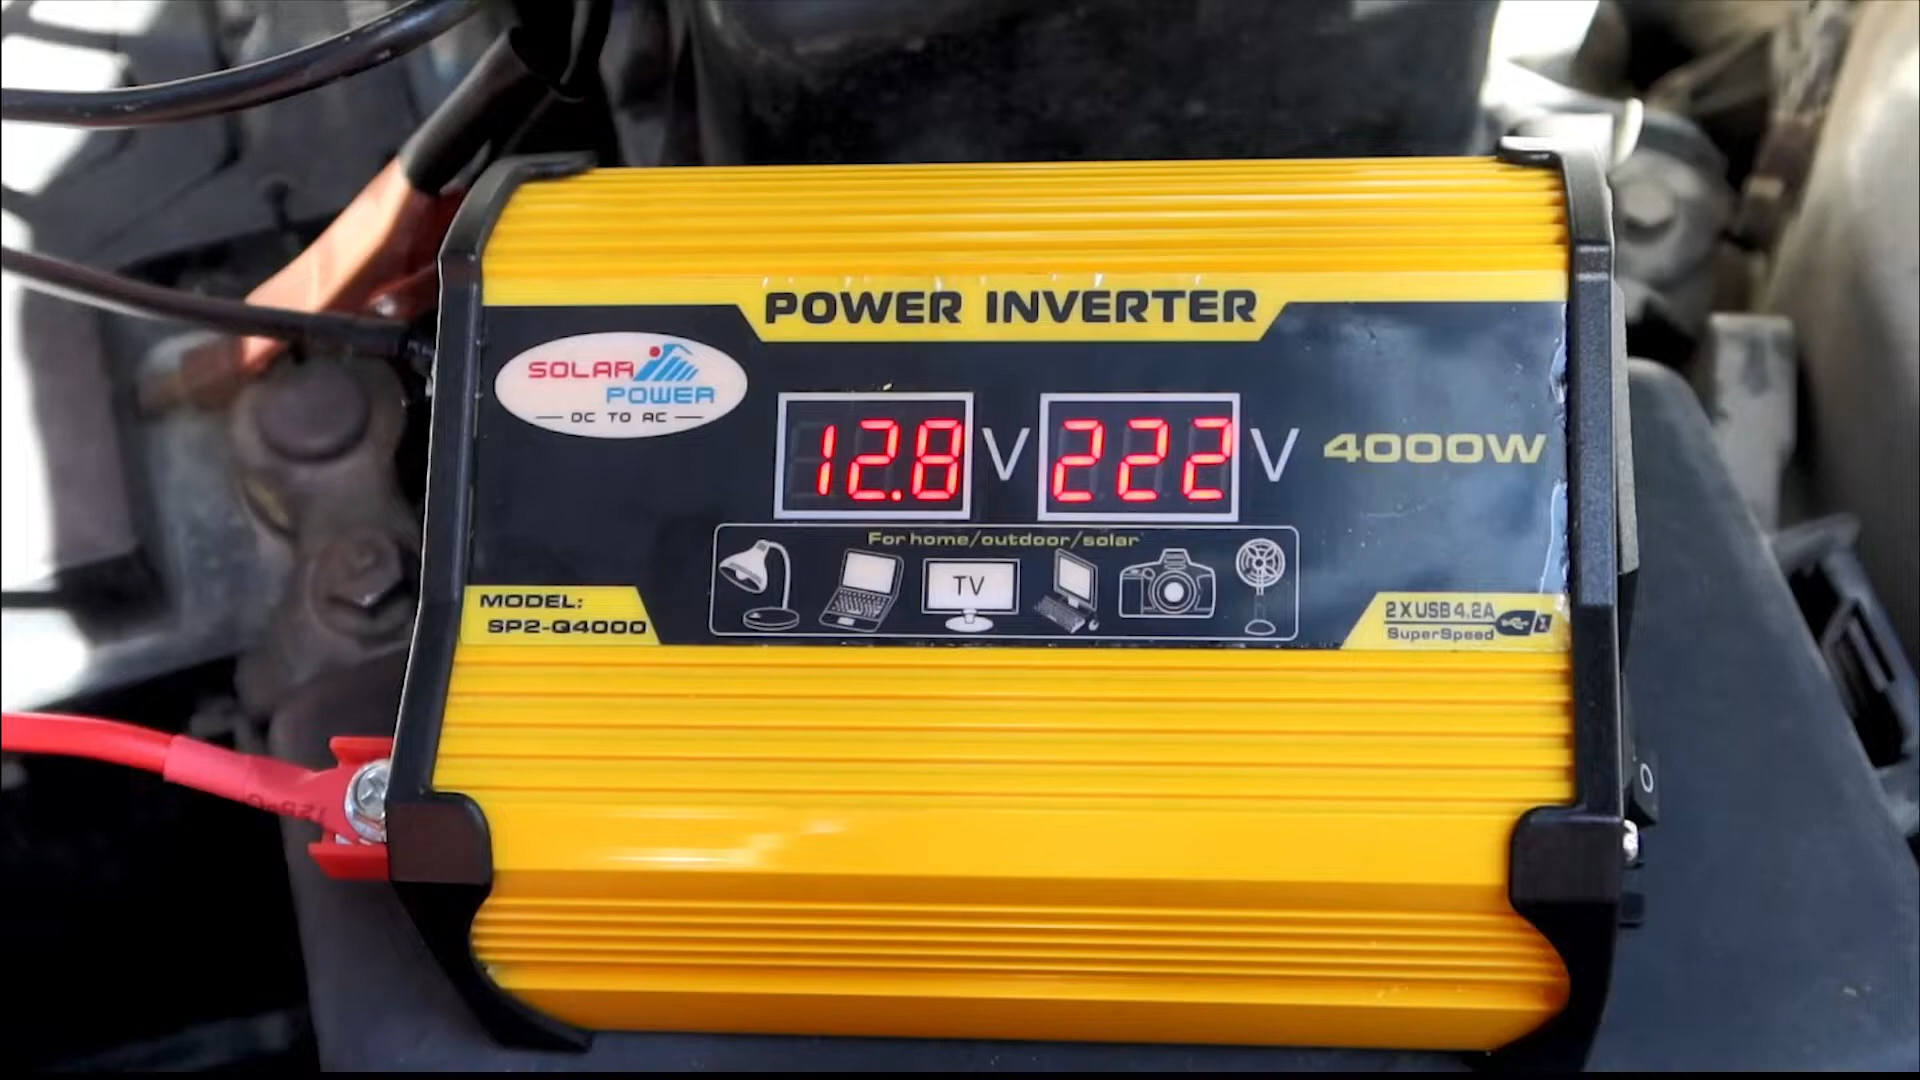 POWER INVERTER
SOLAR
POWER
DC TO AC
12.8 V 222 V 4000W
For home/outdoor/solar
TV
MODEL:
SP2-Q4000
2 X USB 4.2A
SuperSpeed